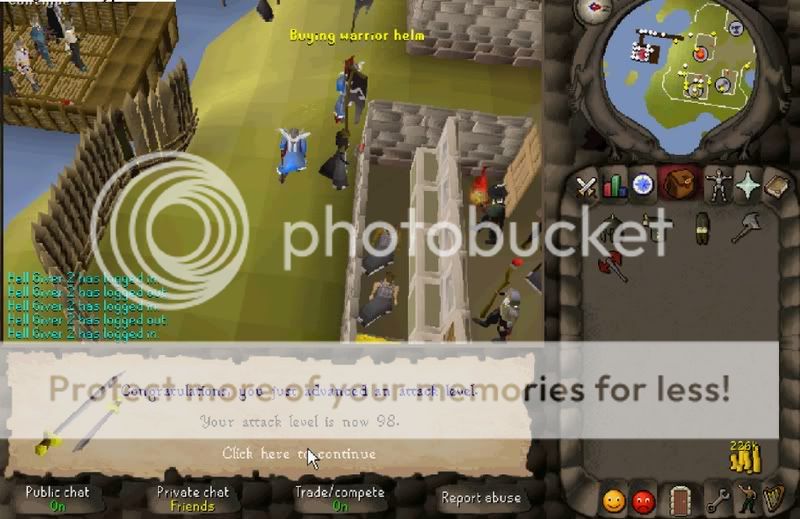 Buying warrior helm
photobucket
Hell Giver 2 has logged in.
Hell Giver 2 has logged out.
Hell Giver 2 has logged in.
Hell Giver 2 has logged out.
Hell Giver 2 has logged in.
Protect more of your memories for less!
Congratulations, you just advanced an attack level.
Your attack level is now 98.
Click here to continue
226k
Public chat
On
Private chat
Friends
Trade/compete
On
Report abuse